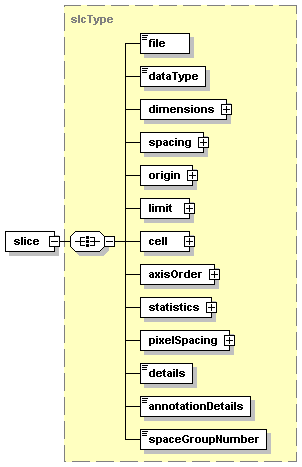 slcType
file
dataType
dimensions
spacing
origin
limit
slice
cell
axisOrder
statistics
pixelSpacing
details
annotationDetails
spaceGroupNumber